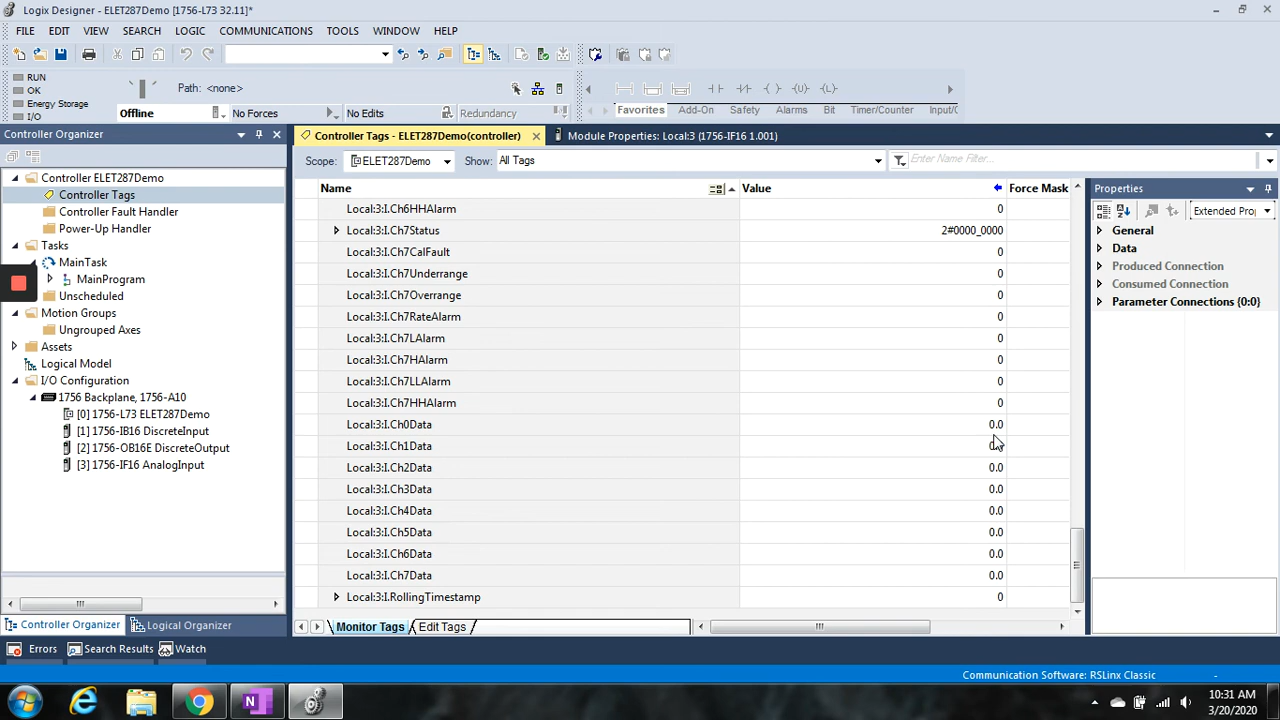 Logix Designer - ELET287Demo [1756-L73 32.11]*
FILE EDIT VIEW SEARCH LOGIC COMMUNICATIONS TOOLS WINDOW HELP
RUN
OK
Energy Storage
I/O
Path: <none>
Offline No Forces No Edits Redundancy
Favorites Add-On Safety Alarms Bit Timer/Counter Input/O
Controller Organizer
Controller Tags - ELET287Demo(controller) Module Properties: Local:3 (1756-IF16 1.001)
Controller ELET287Demo
Controller Tags
Controller Fault Handler
Power-Up Handler
Tasks
MainTask
MainProgram
Unscheduled
Motion Groups
Ungrouped Axes
Assets
Logical Model
I/O Configuration
1756 Backplane, 1756-A10
[0] 1756-L73 ELET287Demo
[1] 1756-IB16 DiscreteInput
[2] 1756-OB16E DiscreteOutput
[3] 1756-IF16 AnalogInput
Scope: ELET287Demo Show: All Tags Enter Name Filter...
Name Value Force Mask
Local:3:I.Ch6HHAlarm 0
Local:3:I.Ch7Status 2#0000_0000
Local:3:I.Ch7CalFault 0
Local:3:I.Ch7Underrange 0
Local:3:I.Ch7Overrange 0
Local:3:I.Ch7RateAlarm 0
Local:3:I.Ch7LAlarm 0
Local:3:I.Ch7HAlarm 0
Local:3:I.Ch7LLAlarm 0
Local:3:I.Ch7HHAlarm 0
Local:3:I.Ch0Data 0.0
Local:3:I.Ch1Data
Local:3:I.Ch2Data 0.0
Local:3:I.Ch3Data 0.0
Local:3:I.Ch4Data 0.0
Local:3:I.Ch5Data 0.0
Local:3:I.Ch6Data 0.0
Local:3:I.Ch7Data 0.0
Local:3:I.RollingTimestamp 0
Monitor Tags Edit Tags
Properties
Extended Prop
General
Data
Produced Connection
Consumed Connection
Parameter Connections {0:0}
Controller Organizer Logical Organizer
Errors Search Results Watch
Communication Software: RSLinx Classic
10:31 AM
3/20/2020